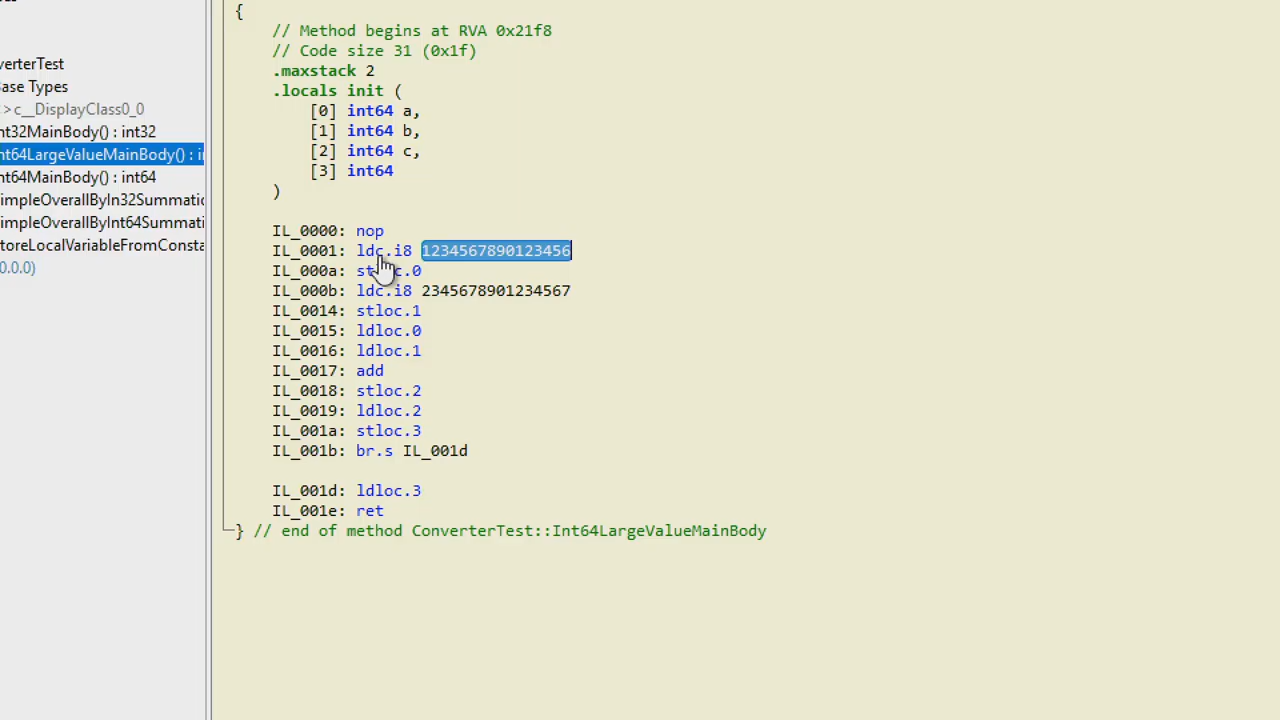 verterTest
ase Types
>c__DisplayClass0_0
nt32MainBody() : int32
nt64LargeValueMainBody() : i
nt64MainBody() : int64
impleOverallByIn32Summatic
impleOverallByInt64Summati
toreLocalVariableFromConsta
0.0.0)
{
// Method begins at RVA 0x21f8
// Code size 31 (0x1f)
.maxstack 2
.locals init (
[0] int64 a,
[1] int64 b,
[2] int64 c,
[3] int64
)
IL_0000: nop
IL_0001: ldc.i8 1234567890123456
IL_000a: stloc.0
IL_000b: ldc.i8 2345678901234567
IL_0014: stloc.1
IL_0015: ldloc.0
IL_0016: ldloc.1
IL_0017: add
IL_0018: stloc.2
IL_0019: ldloc.2
IL_001a: stloc.3
IL_001b: br.s IL_001d
IL_001d: ldloc.3
IL_001e: ret
} // end of method ConverterTest::Int64LargeValueMainBody